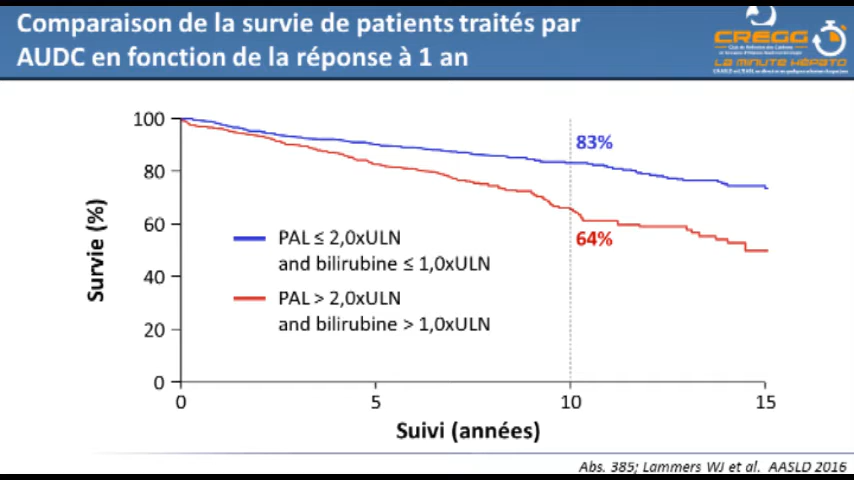 Comparaison de la survie de patients traités par
AUDC en fonction de la réponse à 1 an
CREGG
LA MINUTE HÉPATO
100
80
60
40
20
0
Survie (%)
83%
64%
PAL ≤ 2,0xULN
and bilirubine ≤ 1,0xULN
PAL > 2,0xULN
and bilirubine > 1,0xULN
0
5
10
15
Suivi (années)
Abs. 385; Lammers WJ et al. AASLD 2016